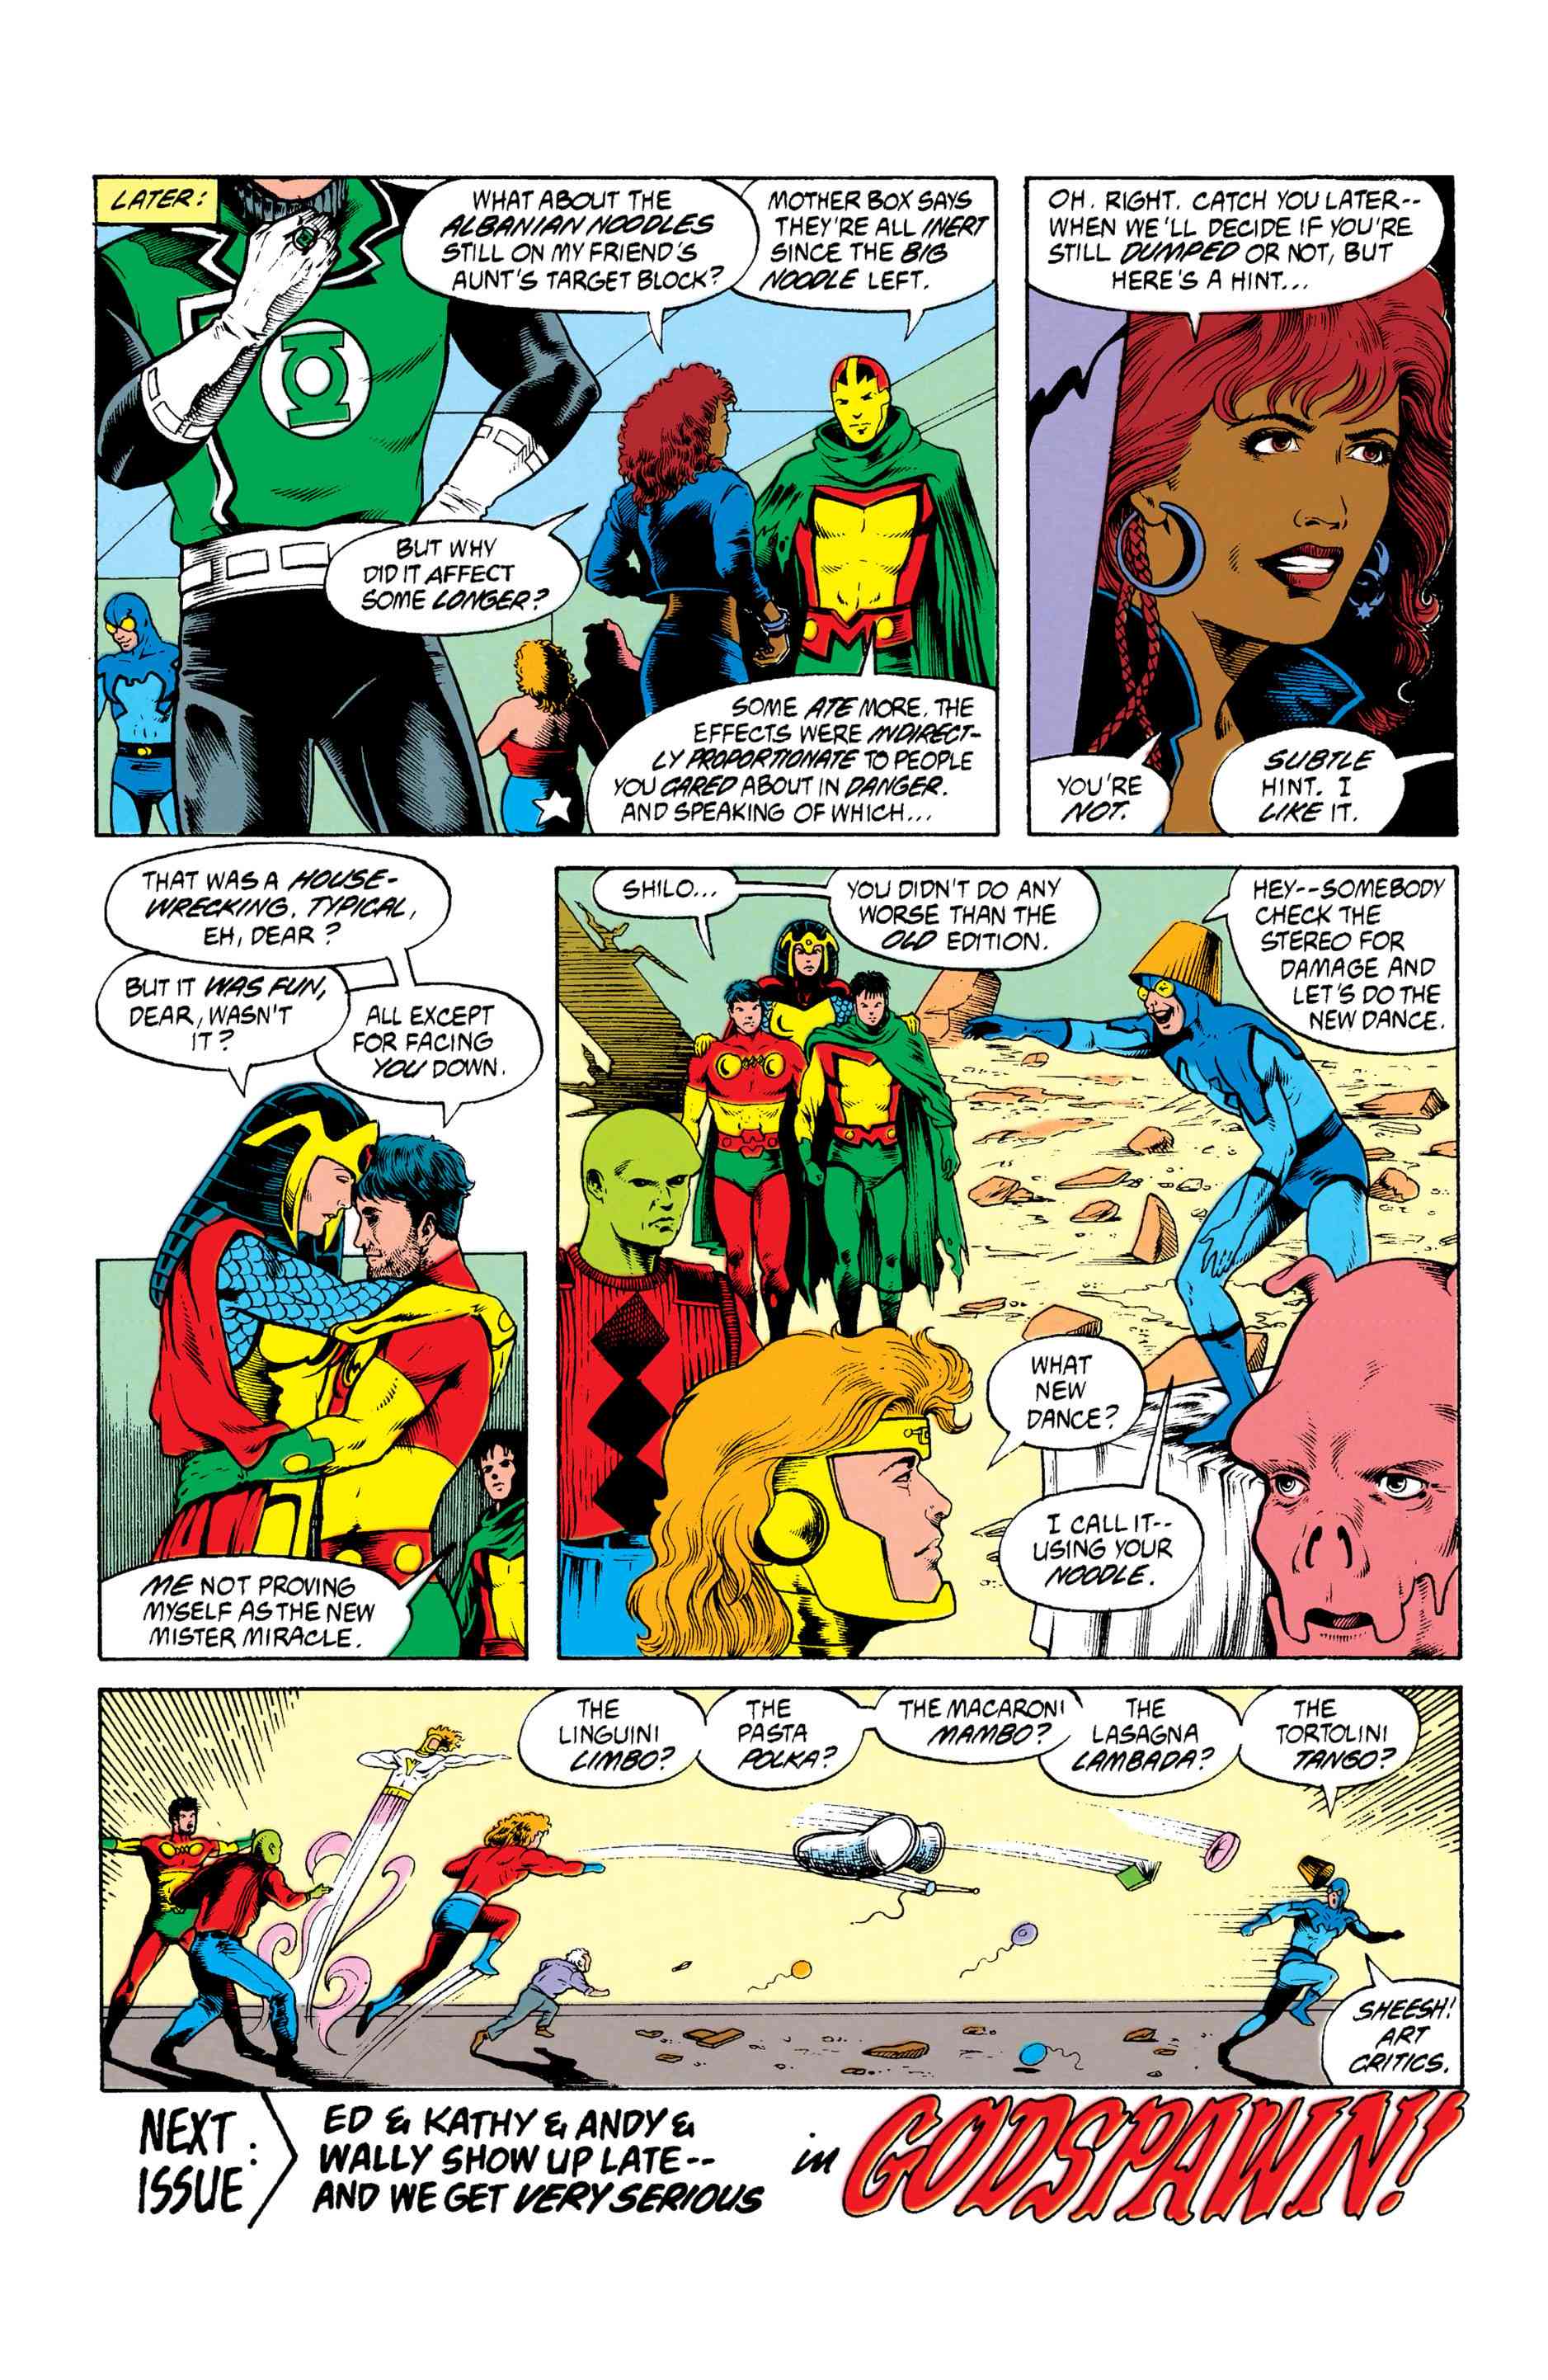 LATER:
WHAT ABOUT THE
ALBANIAN NOODLES
STILL ON MY FRIEND'S
AUNT'S TARGET BLOCK?
MOTHER BOX SAYS
THEY'RE ALL INERT
SINCE THE BIG
NOODLE LEFT.
BUT WHY
DID IT AFFECT
SOME LONGER?
SOME ATE MORE. THE
EFFECTS WERE INDIRECT-
LY PROPORTIONATE TO PEOPLE
YOU CARED ABOUT IN DANGER.
AND SPEAKING OF WHICH...
OH. RIGHT. CATCH YOU LATER--
WHEN WE'LL DECIDE IF YOU'RE
STILL DUMPED OR NOT, BUT
HERE'S A HINT...
YOU'RE
NOT.
SUBTLE
HINT. I
LIKE IT.
THAT WAS A HOUSE-
WRECKING. TYPICAL,
EH, DEAR?
BUT IT WAS FUN,
DEAR, WASN'T
IT?
ALL EXCEPT
FOR FACING
YOU DOWN.
ME NOT PROVING
MYSELF AS THE NEW
MISTER MIRACLE.
SHILO...
YOU DIDN'T DO ANY
WORSE THAN THE
OLD EDITION.
HEY--SOMEBODY
CHECK THE
STEREO FOR
DAMAGE AND
LET'S DO THE
NEW DANCE.
WHAT
NEW
DANCE?
I CALL IT--
USING YOUR
NOODLE.
THE
LINGUINI
LIMBO?
THE
PASTA
POLKA?
THE MACARONI
MAMBO?
THE
LASAGNA
LAMBADA?
THE
TORTOLINI
TANGO?
SHEESH!
ART
CRITICS.
NEXT
ISSUE:
ED & KATHY & ANDY &
WALLY SHOW UP LATE--
AND WE GET VERY SERIOUS
in GODSPAWN!